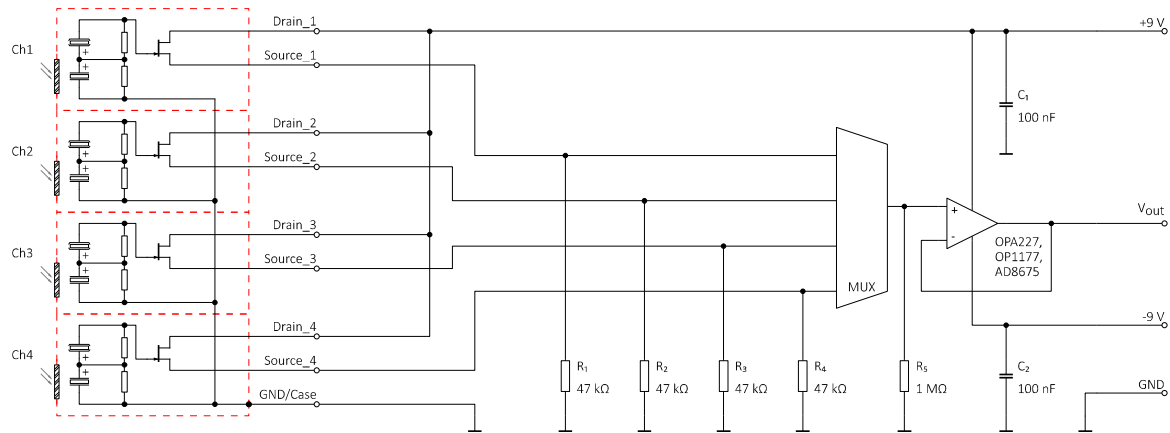 Drain_1
+9 V
Ch1
+
Source_1
+
C₁
100 nF
Drain_2
Ch2
+
Source_2
+
+
Vout
Drain_3
-
OPA227,
OP1177,
AD8675
Ch3
+
Source_3
+
MUX
Drain_4
-9 V
Ch4
+
Source_4
+
R₁
47 kΩ
R₂
47 kΩ
R₃
47 kΩ
R₄
47 kΩ
R₅
1 MΩ
C₂
100 nF
GND/Case
GND